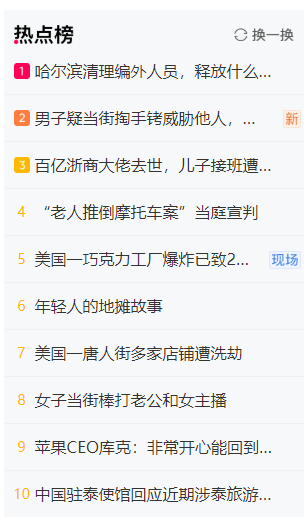 热点榜 换一换
1 哈尔滨清理编外人员，释放什么...
2 男子疑当街掏手铐威胁他人，... 新
3 百亿浙商大佬去世，儿子接班遭...
4 “老人推倒摩托车案”当庭宣判
5 美国一巧克力工厂爆炸已致2... 现场
6 年轻人的地摊故事
7 美国一唐人街多家店铺遭洗劫
8 女子当街棒打老公和女主播
9 苹果CEO库克：非常开心能回到...
10 中国驻泰使馆回应近期涉泰旅游...